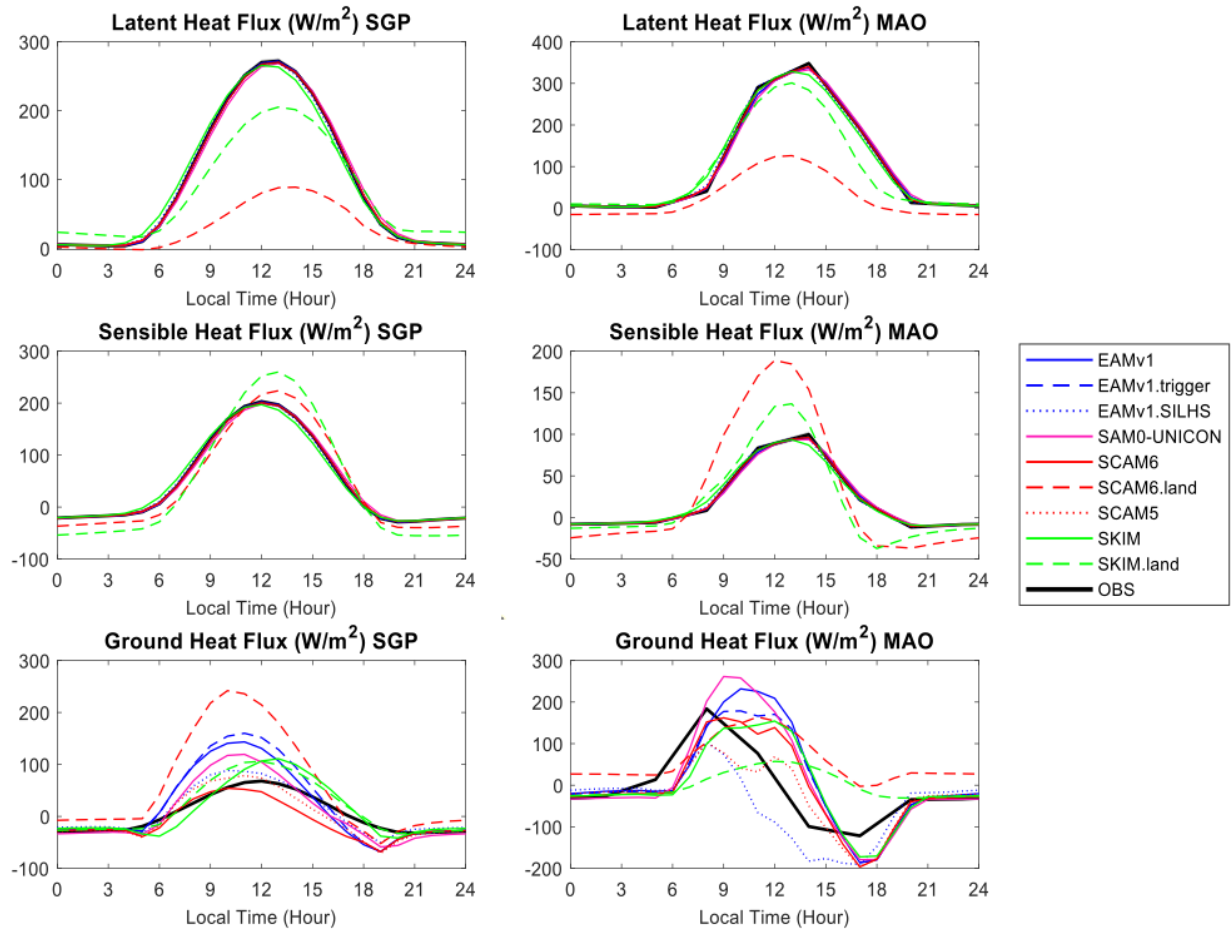 Latent Heat Flux (W/m²) SGP
300
200
100
0
0 3 6 9 12 15 18 21 24
Local Time (Hour)
Latent Heat Flux (W/m²) MAO
400
300
200
100
0
-100
0 3 6 9 12 15 18 21 24
Local Time (Hour)
Sensible Heat Flux (W/m²) SGP
300
200
100
0
-100
0 3 6 9 12 15 18 21 24
Local Time (Hour)
Sensible Heat Flux (W/m²) MAO
200
150
100
50
0
-50
0 3 6 9 12 15 18 21 24
Local Time (Hour)
EAMv1
EAMv1.trigger
EAMv1.SILHS
SAM0-UNICON
SCAM6
SCAM6.land
SCAM5
SKIM
SKIM.land
OBS
Ground Heat Flux (W/m²) SGP
300
200
100
0
-100
0 3 6 9 12 15 18 21 24
Local Time (Hour)
Ground Heat Flux (W/m²) MAO
300
200
100
0
-100
-200
0 3 6 9 12 15 18 21 24
Local Time (Hour)